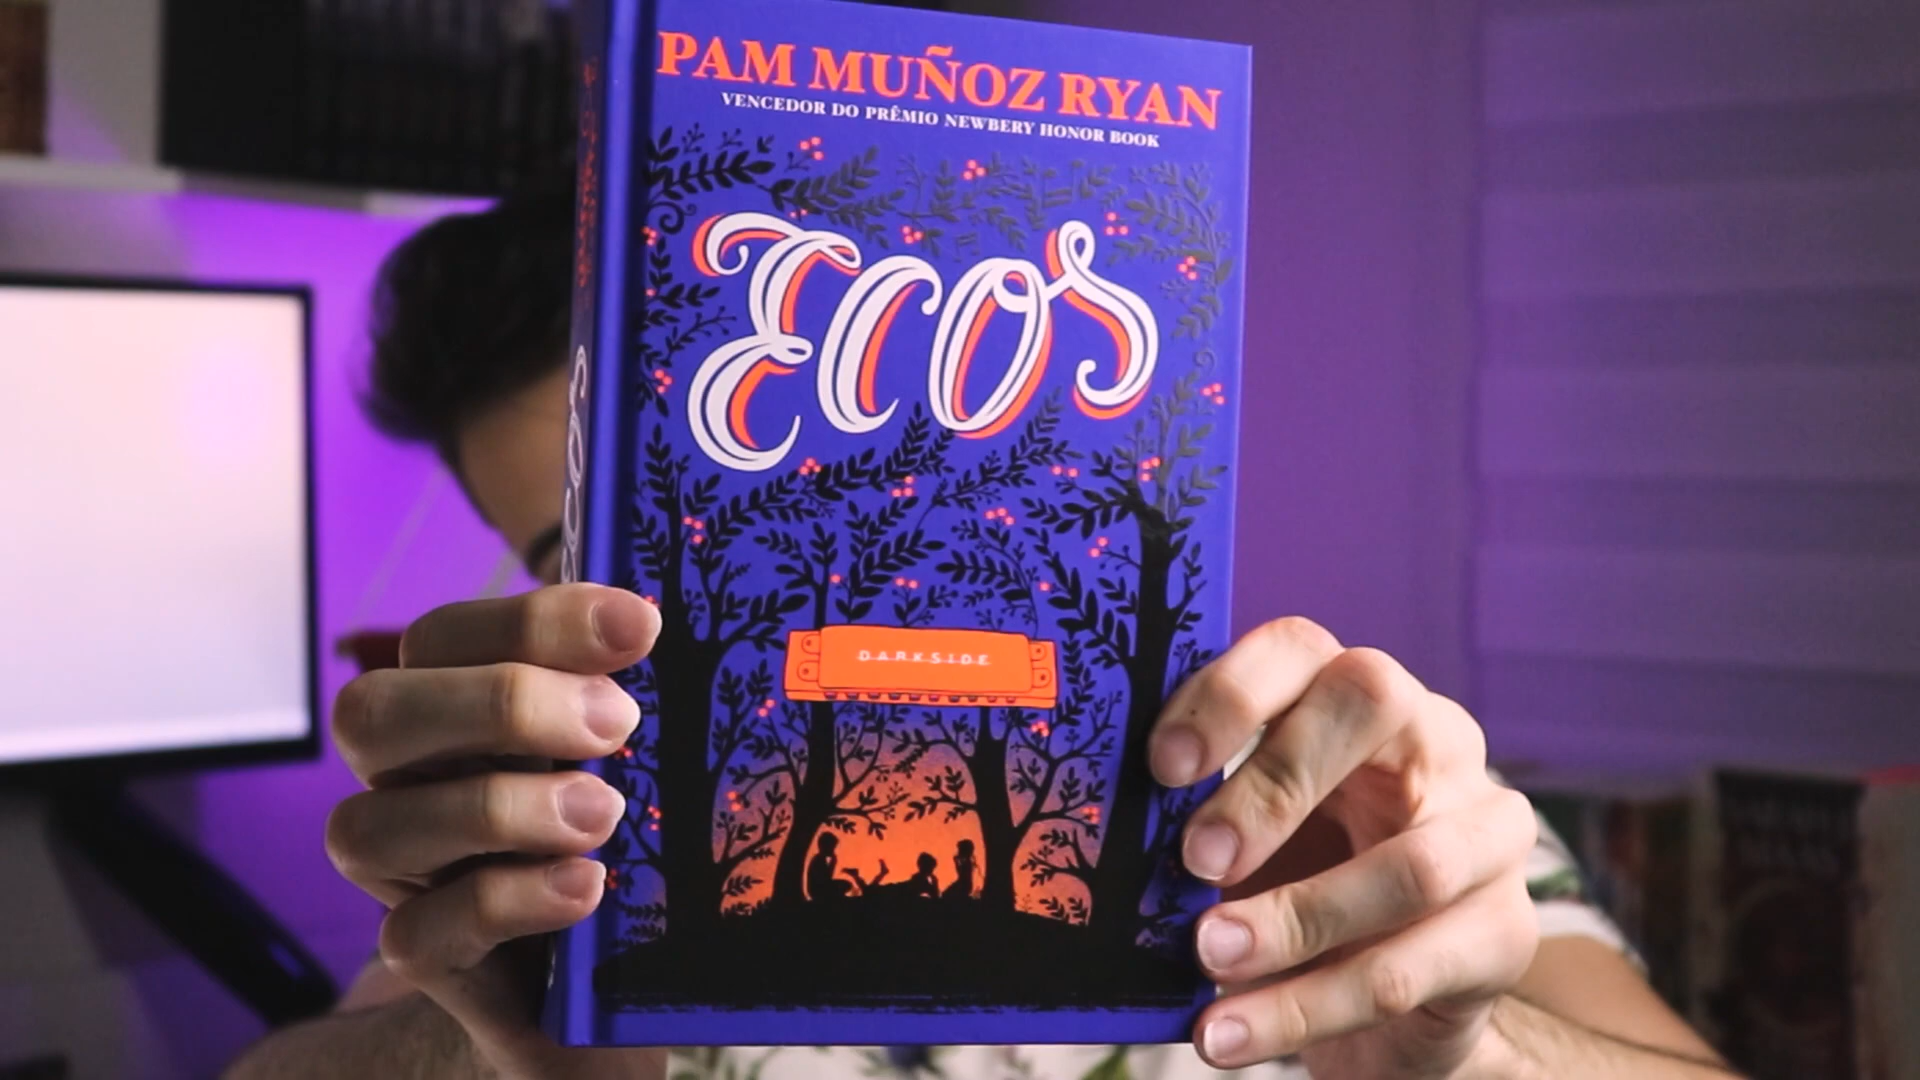 PAM MUÑOZ RYAN
VENCEDOR DO PRÊMIO NEWBERY HONOR BOOK
ECOS
DARKSIDE
ECOS